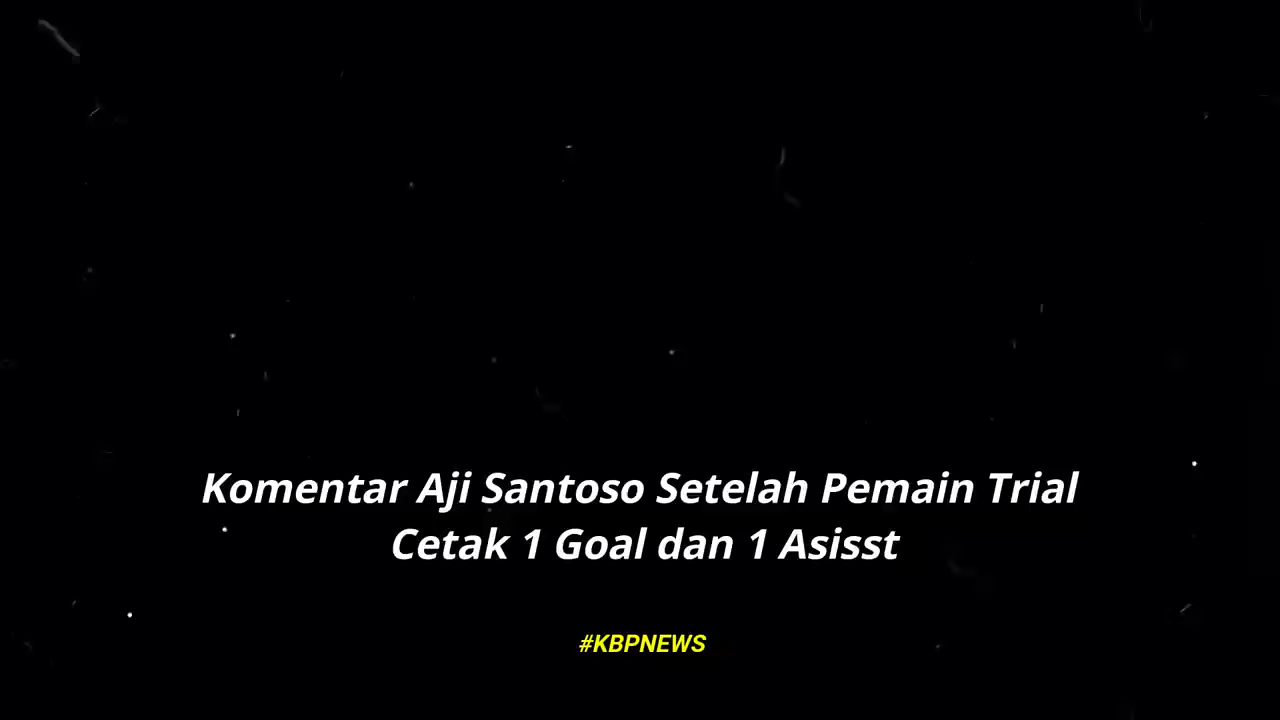 Komentar Aji Santoso Setelah Pemain Trial
Cetak 1 Goal dan 1 Asisst
#KBPNEWS